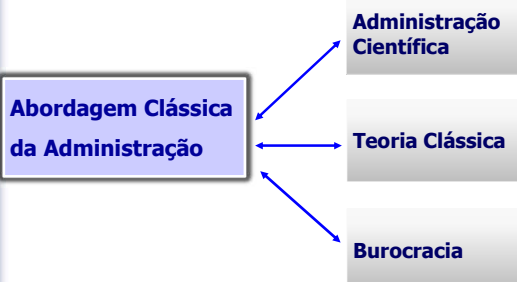 Administração
Científica
Abordagem Clássica
da Administração
Teoria Clássica
Burocracia